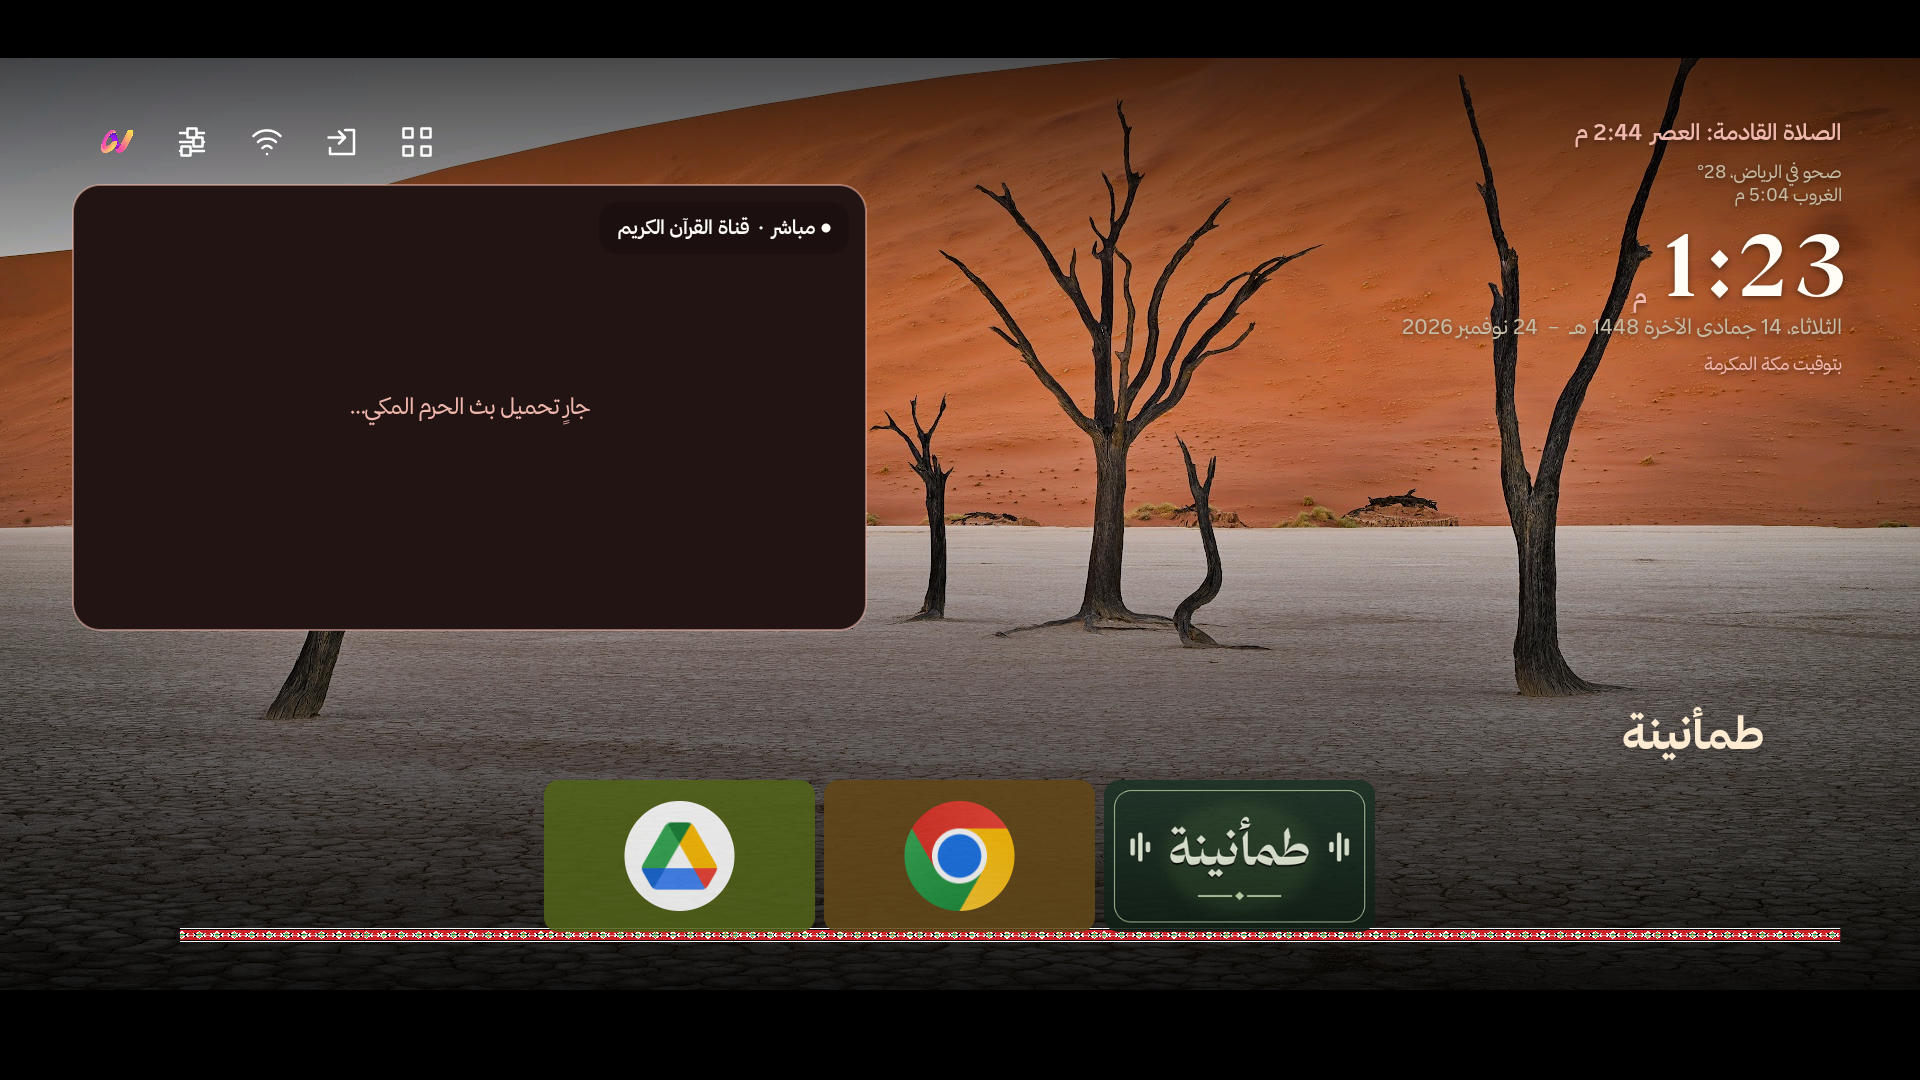 الصلاة القادمة: العصر 2:44 م
صحو في الرياض، 28°
الغروب 5:04 م
1:23 م
الثلاثاء، 14 جمادى الآخرة 1448 هـ – 24 نوفمبر 2026
بتوقيت مكة المكرمة
مباشر · قناة القرآن الكريم
جارٍ تحميل بث الحرم المكي...
طمأنينة
طمأنينة